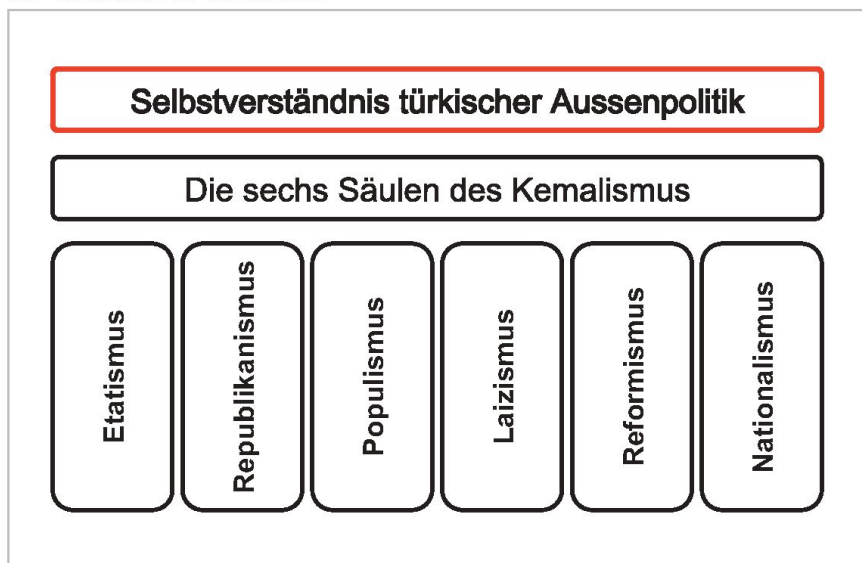 Selbstverständnis türkischer Aussenpolitik
Die sechs Säulen des Kemalismus
Etatismus
Republikanismus
Populismus
Laizismus
Reformismus
Nationalismus